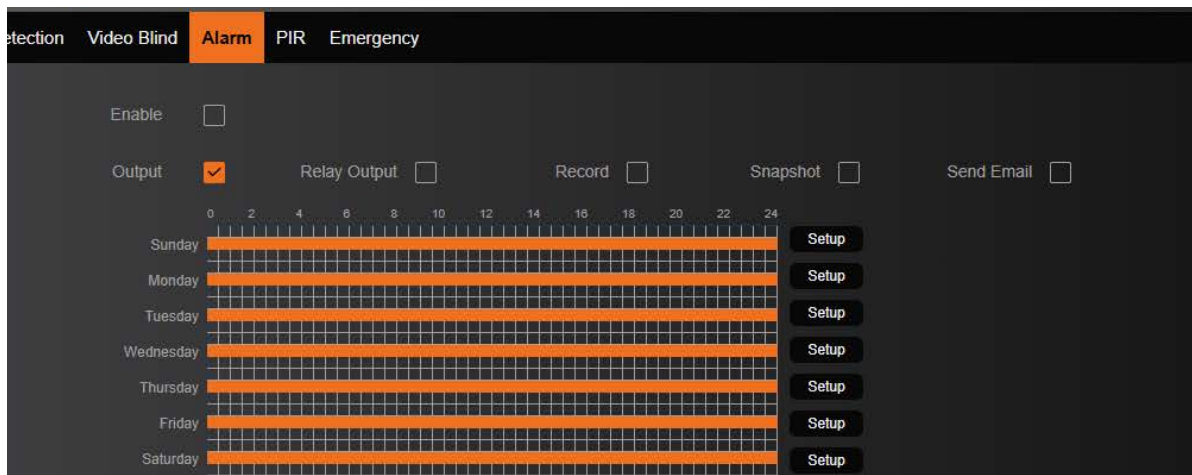 etection Video Blind Alarm PIR Emergency
Enable
Output Relay Output Record Snapshot Send Email
0 2 4 6 8 10 12 14 16 18 20 22 24
Sunday Setup
Monday Setup
Tuesday Setup
Wednesday Setup
Thursday Setup
Friday Setup
Saturday Setup